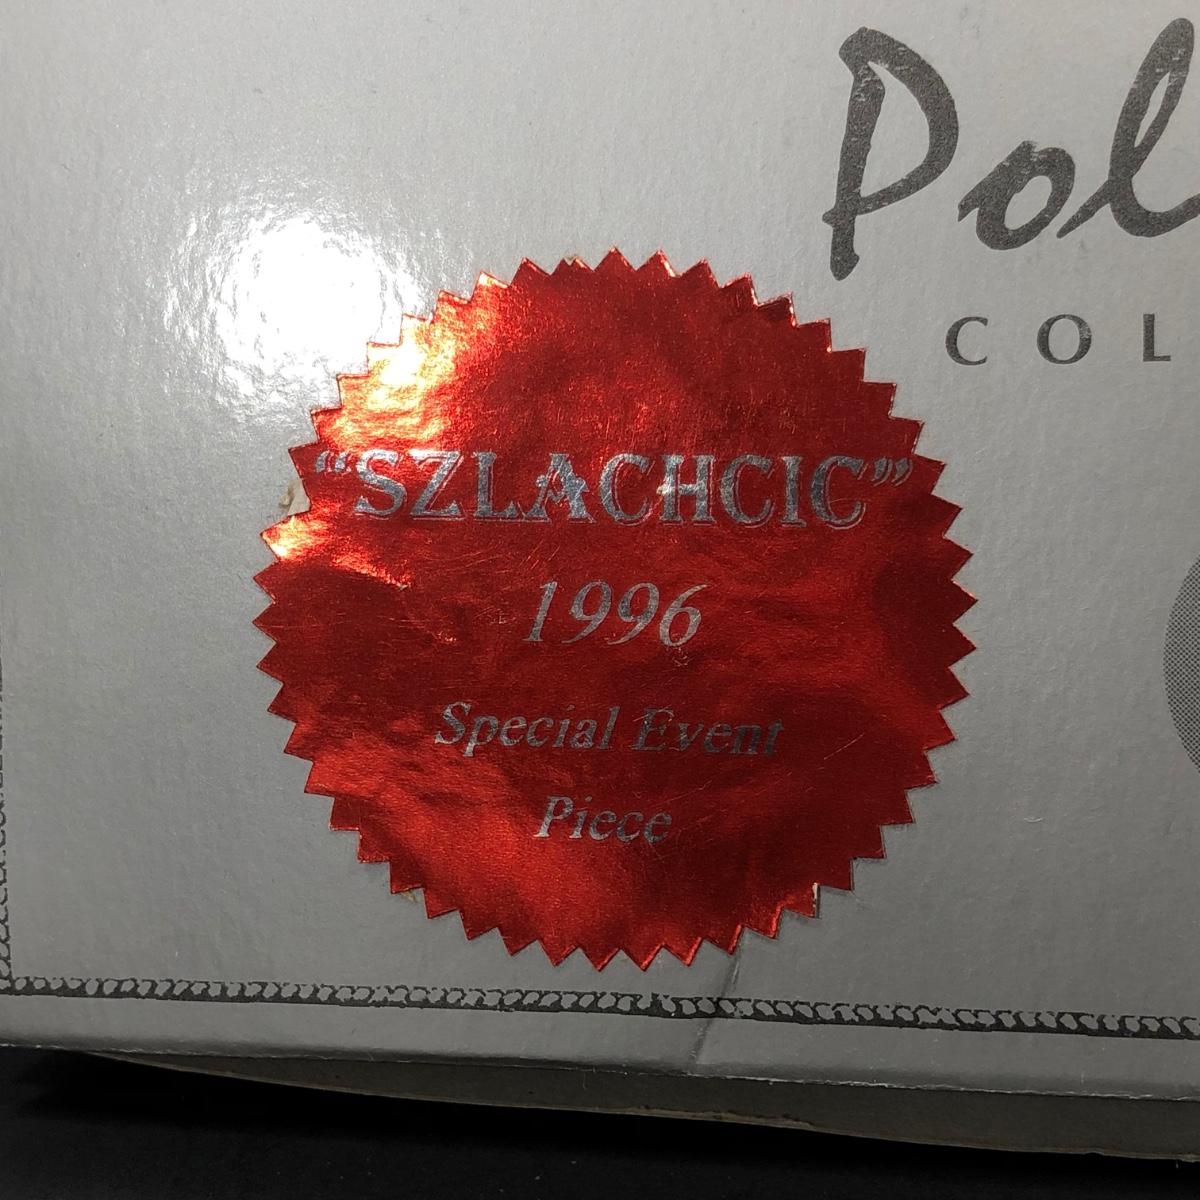 Pol
COL
“SZLACHCIC”
1996
Special Event
Piece